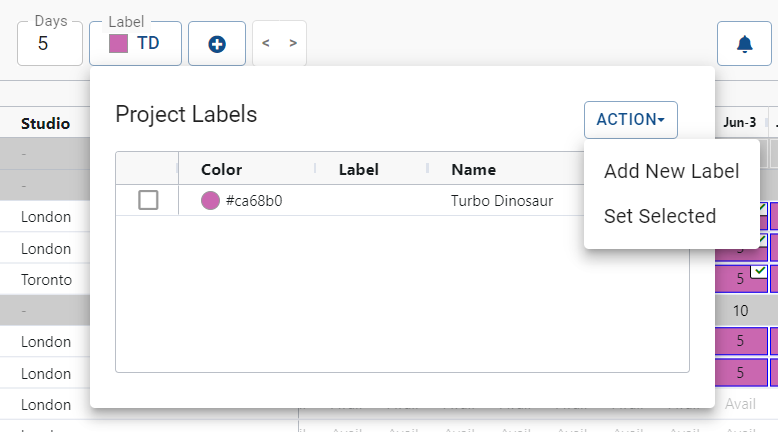 Days
5
Label
TD
< >
Studio
Jun-3
-
-
London
London
Toronto
-
London
London
London
Project Labels
ACTION
Add New Label
Set Selected
Color Label Name
#ca68b0 Turbo Dinosaur
5
5
10
5
5
Avail